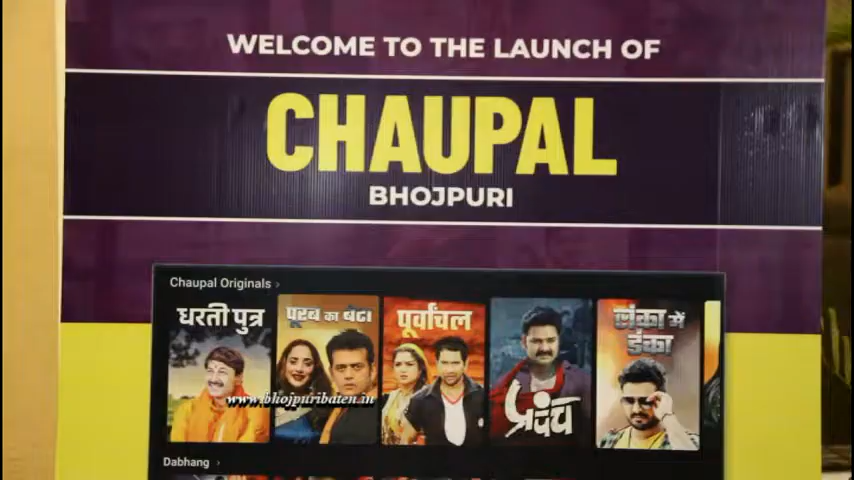 WELCOME TO THE LAUNCH OF
CHAUPAL
BHOJPURI
Chaupal Originals ›
धरती पुत्र
पूरब का बेटा
पूर्वांचल
प्रपंच
लंका में
डंका
www.bhojpuribaten.in
Dabhang ›